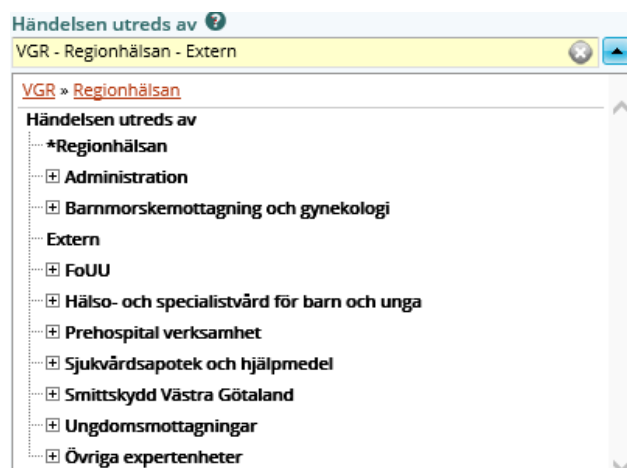 Händelsen utreds av ?
VGR - Regionhälsan - Extern
VGR » Regionhälsan
Händelsen utreds av
*Regionhälsan
Administration
Barnmorskemottagning och gynekologi
Extern
FoUU
Hälso- och specialistvård för barn och unga
Prehospital verksamhet
Sjukvårdsapotek och hjälpmedel
Smittskydd Västra Götaland
Ungdomsmottagningar
Övriga expertenheter